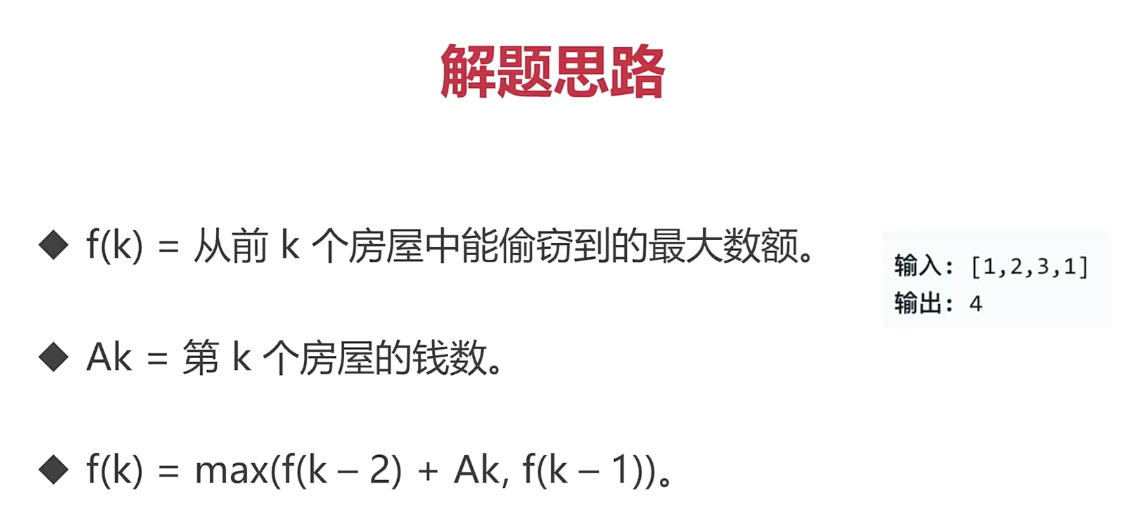 解题思路
◆ f(k) = 从前 k 个房屋中能偷窃到的最大数额。
输入: [1,2,3,1]
输出: 4
◆ Ak = 第 k 个房屋的钱数。
◆ f(k) = max(f(k – 2) + Ak, f(k – 1))。